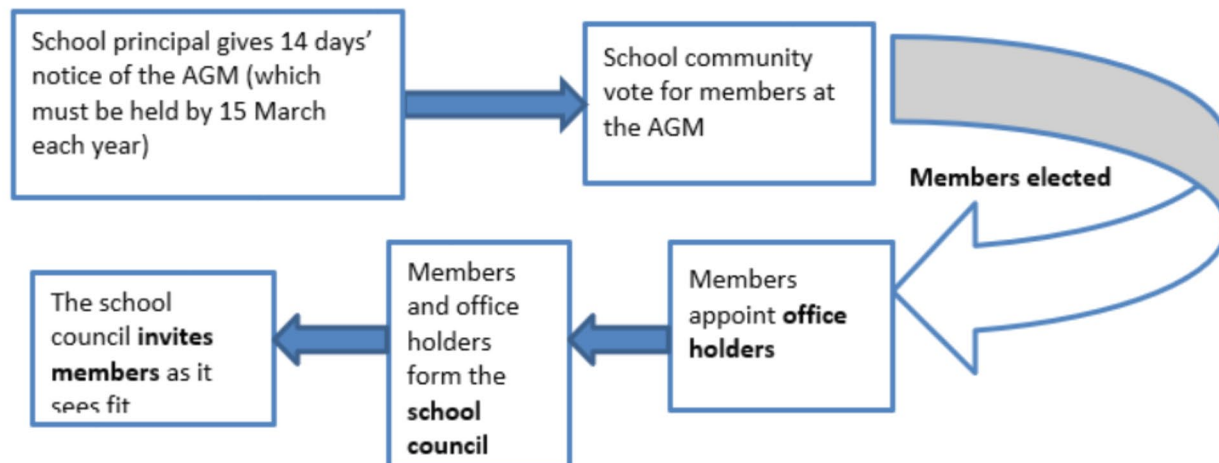 School principal gives 14 days’
notice of the AGM (which
must be held by 15 March
each year)
School community
vote for members at
the AGM
Members elected
Members
appoint office
holders
Members
and office
holders
form the
school
council
The school
council invites
members as it
sees fit